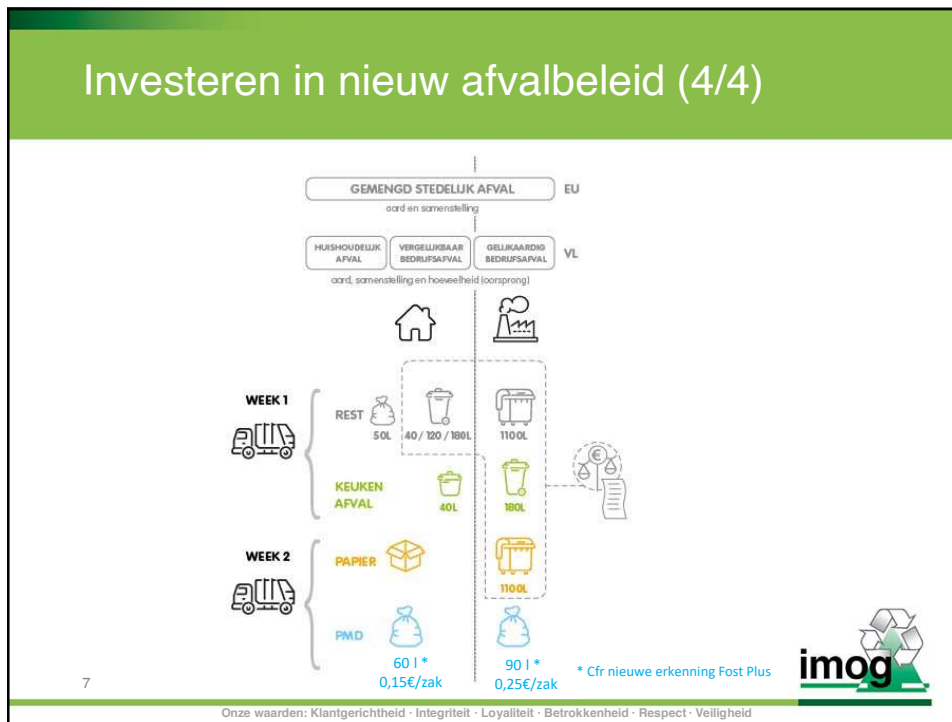 Investeren in nieuw afvalbeleid (4/4)
GEMENGD STEDELIJK AFVAL EU
aard en samenstelling
HUISHOUDELIJK AFVAL VERGELIJKBAAR BEDRIJFSAFVAL GELIJKAARDIG BEDRIJFSAFVAL VL
aard, samenstelling en hoeveelheid (oorsprong)
WEEK 1
REST
50L 40 / 120 / 180L 1100L
€
KEUKEN
AFVAL
40L 180L
WEEK 2
PAPIER
1100L
PMD
60 l * 90 l * * Cfr nieuwe erkenning Fost Plus
0,15€/zak 0,25€/zak
imog
7
Onze waarden: Klantgerichtheid · Integriteit · Loyaliteit · Betrokkenheid · Respect · Veiligheid